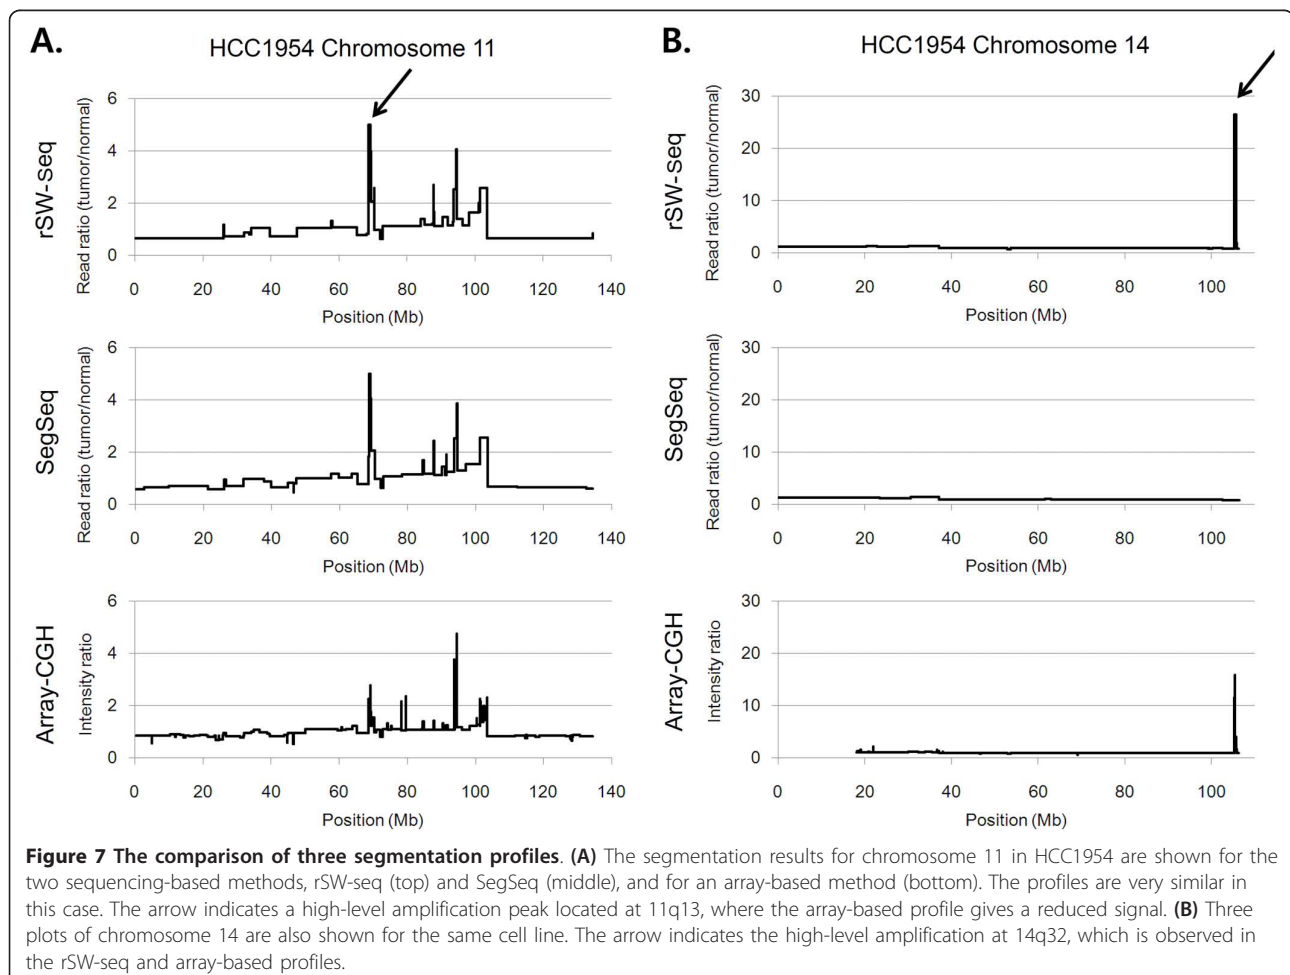 A.
HCC1954 Chromosome 11
rSW-seq
Read ratio (tumor/normal)
6
4
2
0
0 20 40 60 80 100 120 140
Position (Mb)
SegSeq
Read ratio (tumor/normal)
6
4
2
0
0 20 40 60 80 100 120 140
Position (Mb)
Array-CGH
Intensity ratio
6
4
2
0
0 20 40 60 80 100 120 140
Position (Mb)
B.
HCC1954 Chromosome 14
rSW-seq
Read ratio (tumor/normal)
30
20
10
0
0 20 40 60 80 100
Position (Mb)
SegSeq
Read ratio (tumor/normal)
30
20
10
0
0 20 40 60 80 100
Position (Mb)
Array-CGH
Intensity ratio
30
20
10
0
0 20 40 60 80 100
Position (Mb)
Figure 7 The comparison of three segmentation profiles. (A) The segmentation results for chromosome 11 in HCC1954 are shown for the
two sequencing-based methods, rSW-seq (top) and SegSeq (middle), and for an array-based method (bottom). The profiles are very similar in
this case. The arrow indicates a high-level amplification peak located at 11q13, where the array-based profile gives a reduced signal. (B) Three
plots of chromosome 14 are also shown for the same cell line. The arrow indicates the high-level amplification at 14q32, which is observed in
the rSW-seq and array-based profiles.